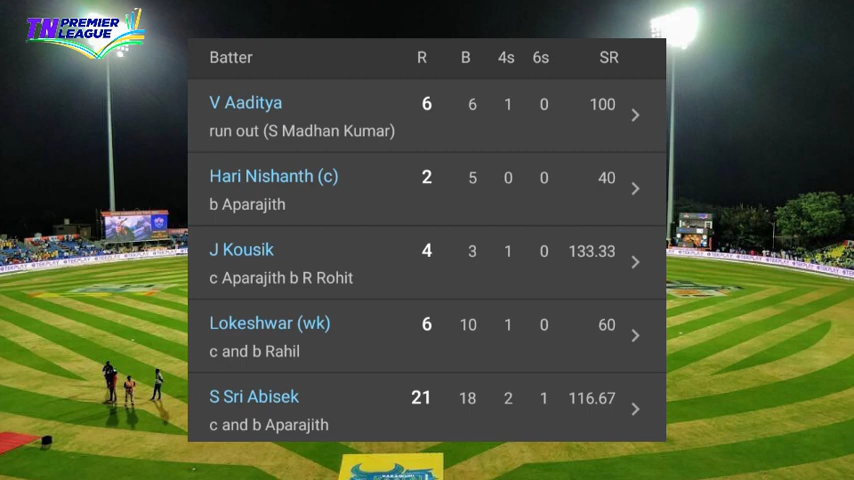 TN PREMIER
LEAGUE
Batter R B 4s 6s SR
V Aaditya 6 6 1 0 100
run out (S Madhan Kumar)
Hari Nishanth (c) 2 5 0 0 40
b Aparajith
J Kousik 4 3 1 0 133.33
c Aparajith b R Rohit
Lokeshwar (wk) 6 10 1 0 60
c and b Rahil
S Sri Abisek 21 18 2 1 116.67
c and b Aparajith